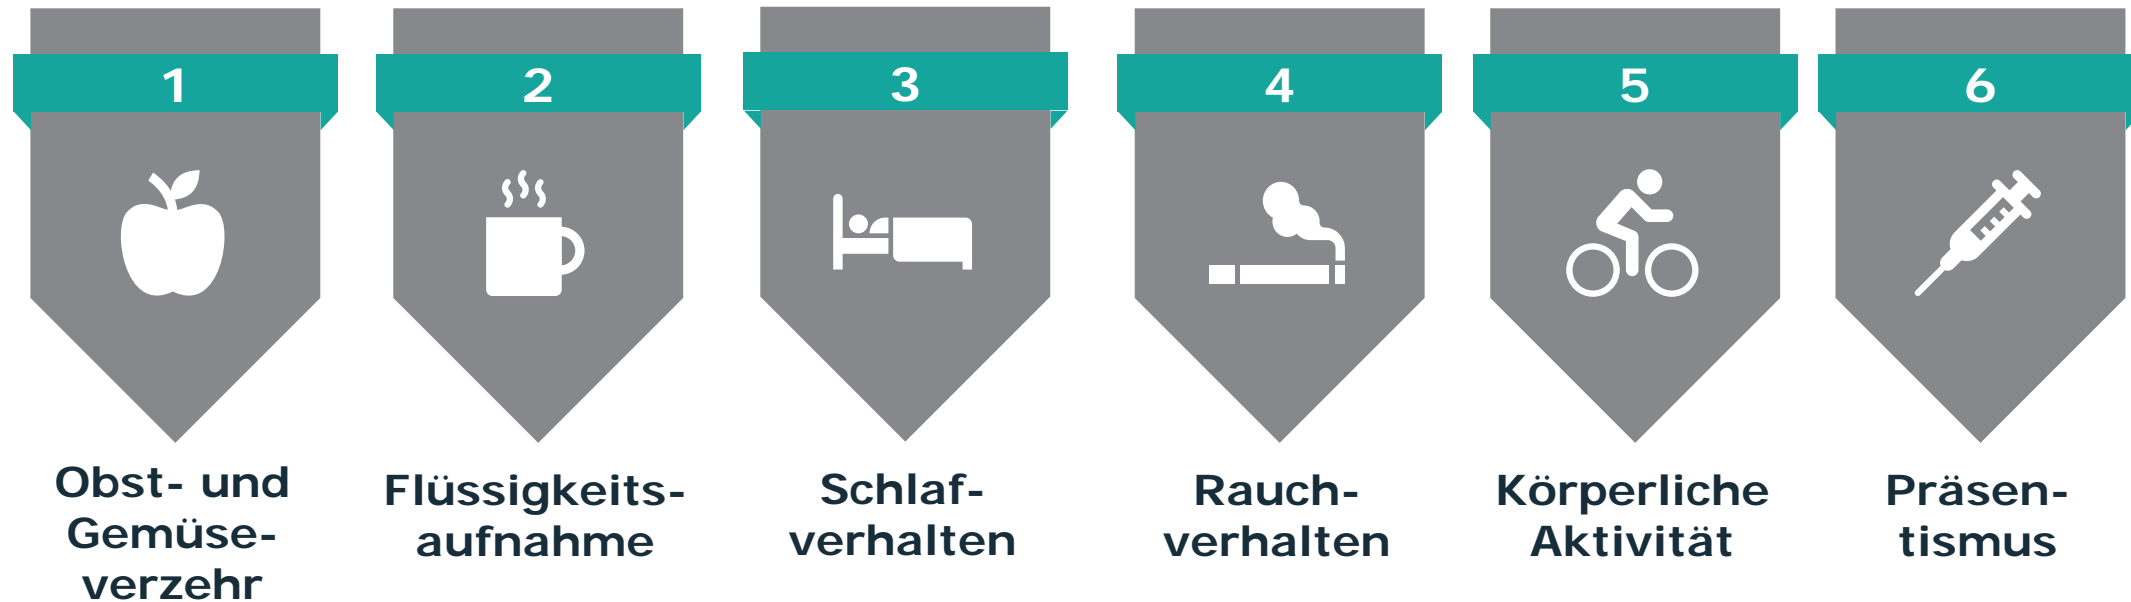 1
Obst- und
Gemüse-
verzehr
2
Flüssigkeits-
aufnahme
3
Schlaf-
verhalten
4
Rauch-
verhalten
5
Körperliche
Aktivität
6
Präsen-
tismus